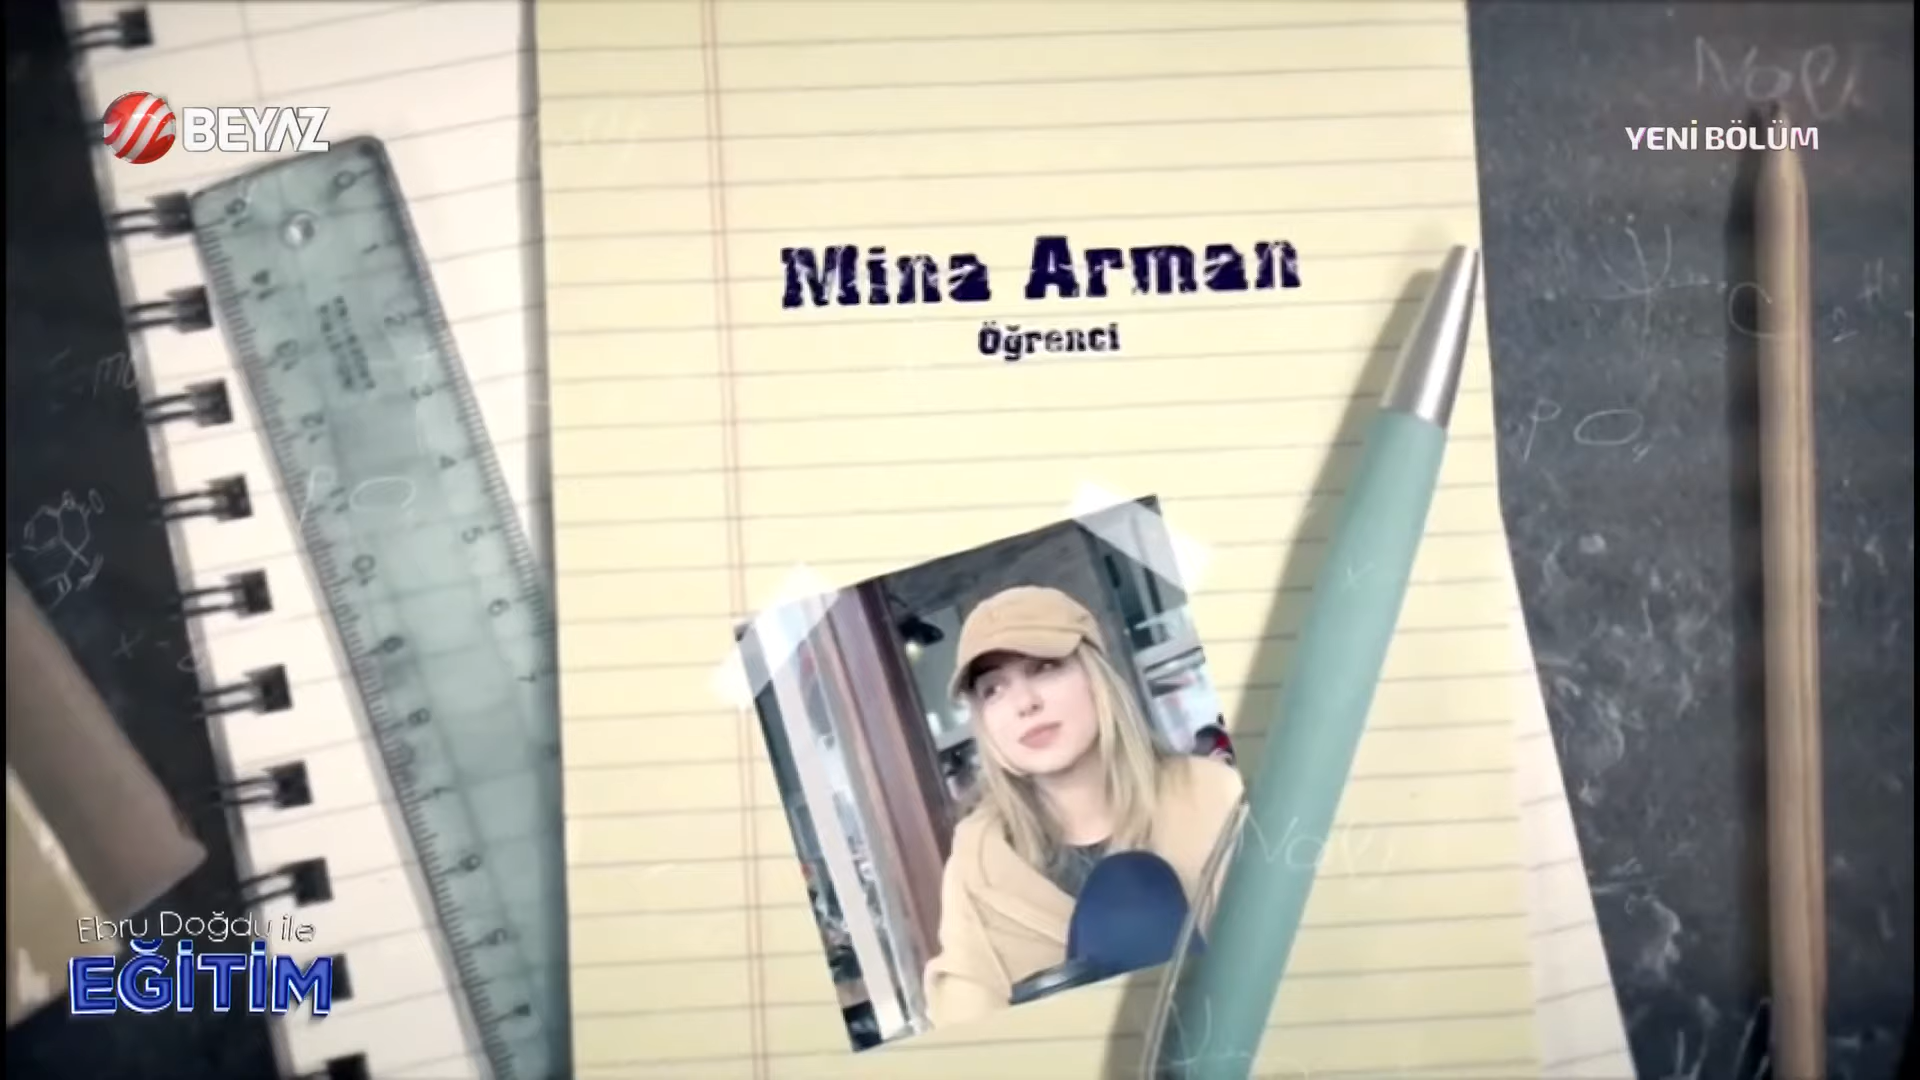 BEYAZ
YENİ BÖLÜM
Mina Arman
Öğrenci
Ebru Doğdu ile
EĞİTİM